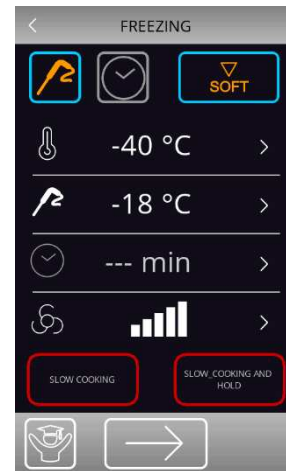 FREEZING
SOFT
-40 °C
-18 °C
--- min
SLOW COOKING
SLOW_COOKING AND
HOLD